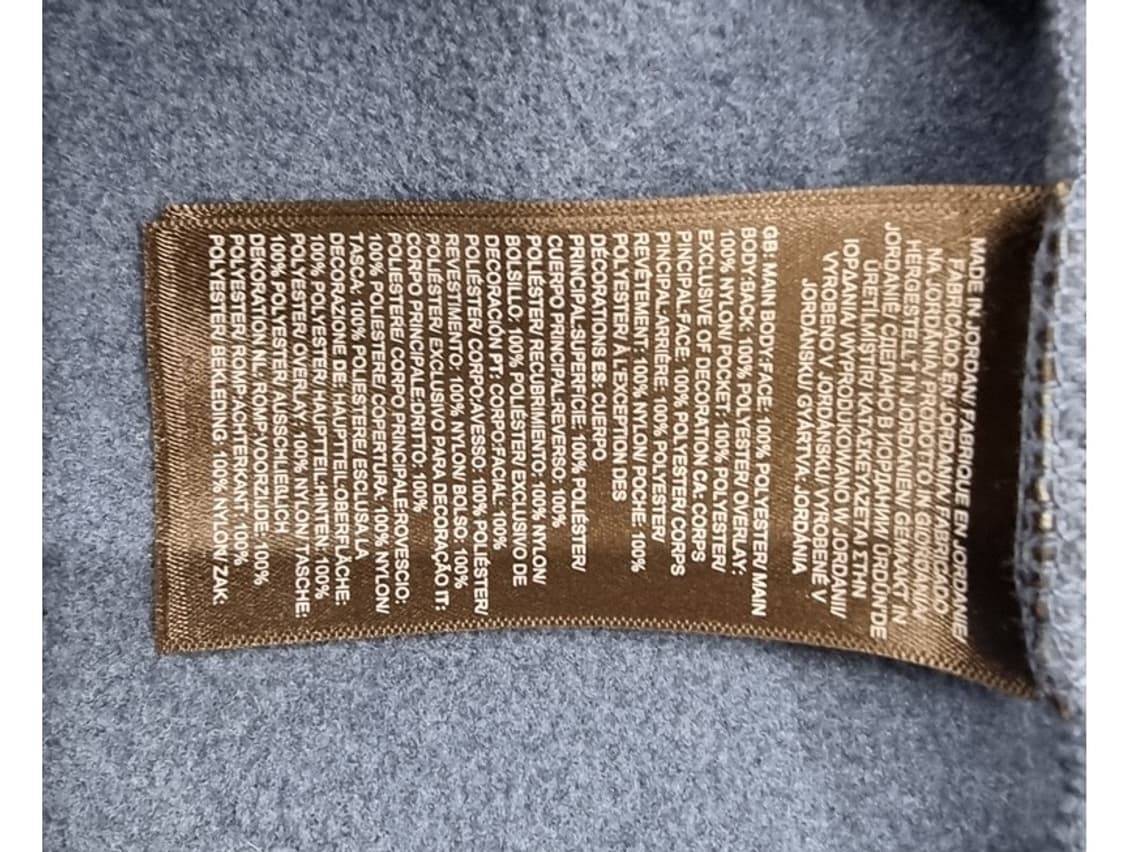 MADE IN JORDAN/ FABRIQUÉ EN JORDANIE/
FABRICADO EN JORDANIA/ FABRICADO
NA JORDÂNIA/ PRODOTTO IN GIORDANIA/
HERGESTELLT IN JORDANIEN/ GEMAAKT IN
JORDANIË/ СДЕЛАНО В ИОРДАНИИ/ ÜRDÜN'DE
ÜRETİLMİŞTİR/ ΚΑΤΑΣΚΕΥΑΖΕΤΑΙ ΣΤΗΝ
ΙΟΡΔΑΝΙΑ/ WYPRODUKOWANO W JORDANII/
VYROBENO V JORDÁNSKU/ VYROBENÉ V
JORDÁNSKU/ GYÁRTVA: JORDÁNIA
GB: MAIN BODY:FACE: 100% POLYESTER/ MAIN
BODY:BACK: 100% POLYESTER/ OVERLAY:
100% NYLON/ POCKET: 100% POLYESTER/
EXCLUSIVE OF DECORATION CA: CORPS
PINCIPAL:FACE: 100% POLYESTER/ CORPS
PINCIPAL:ARRIÈRE: 100% POLYESTER/
REVÊTEMENT: 100% NYLON/ POCHE: 100%
POLYESTER/ À L'EXCEPTION DES
DÉCORATIONS ES: CUERPO
PRINCIPAL:SUPERFICIE: 100% POLIÉSTER/
CUERPO PRINCIPAL:REVERSO: 100%
POLIÉSTER/ RECUBRIMIENTO: 100% NYLON/
BOLSILLO: 100% POLIÉSTER/ EXCLUSIVO DE
DECORACIÓN PT: CORPO:FACIAL: 100%
POLIÉSTER/ CORPO:AVESSO: 100% POLIÉSTER/
REVESTIMENTO: 100% NYLON/ BOLSO: 100%
POLIÉSTER/ EXCLUSIVO PARA DECORAÇÃO IT:
CORPO PRINCIPALE:DRITTO: 100%
POLIESTERE/ CORPO PRINCIPALE:ROVESCIO:
100% POLIESTERE/ COPERTURA: 100% NYLON/
TASCA: 100% POLIESTERE/ ESCLUSA LA
DECORAZIONE DE: HAUPTTEIL:OBERFLÄCHE:
100% POLYESTER/ HAUPTTEIL:HINTEN: 100%
POLYESTER/ OVERLAY: 100% NYLON/ TASCHE:
100% POLYESTER/ AUSSCHLIEẞLICH
DEKORATION NL: ROMP:VOORZIJDE: 100%
POLYESTER/ ROMP:ACHTERKANT: 100%
POLYESTER/ BEKLEDING: 100% NYLON/ ZAK: